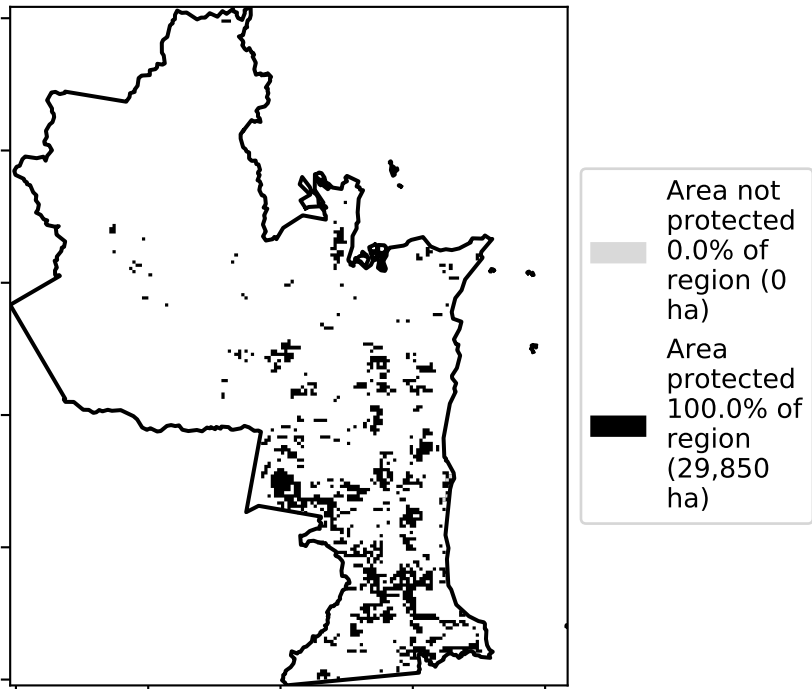 Area not
protected
0.0% of
region (0
ha)
Area
protected
100.0% of
region
(29,850
ha)